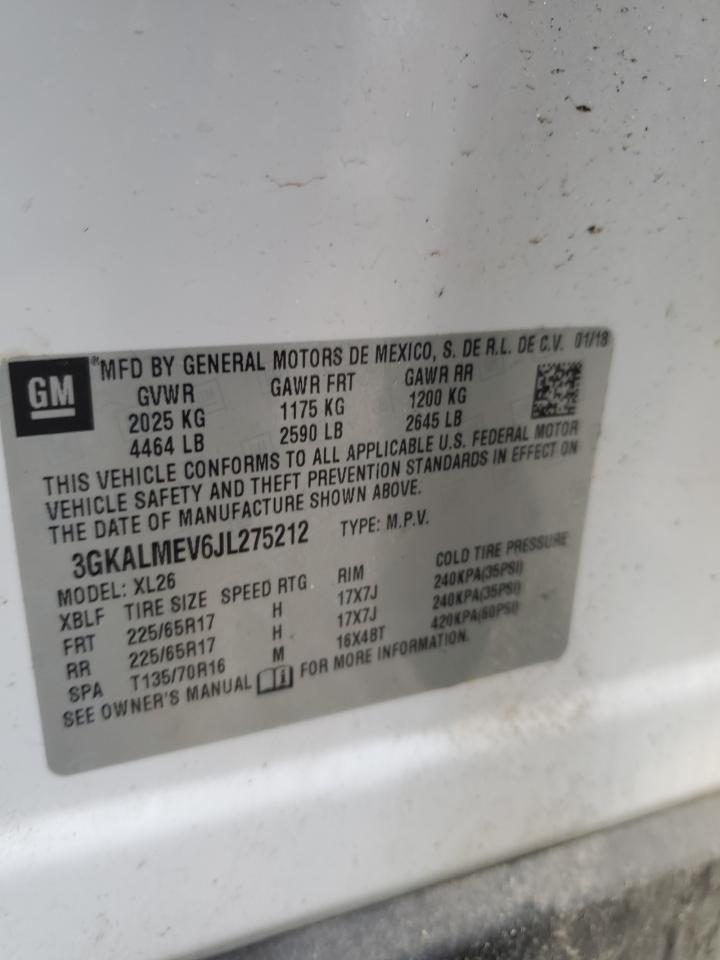 GM
®MFD BY GENERAL MOTORS DE MEXICO, S. DE R.L. DE C.V. 01/18
GVWR GAWR FRT GAWR RR
2025 KG 1175 KG 1200 KG
4464 LB 2590 LB 2645 LB
THIS VEHICLE CONFORMS TO ALL APPLICABLE U.S. FEDERAL MOTOR
VEHICLE SAFETY AND THEFT PREVENTION STANDARDS IN EFFECT ON
THE DATE OF MANUFACTURE SHOWN ABOVE.
3GKALMEV6JL275212 TYPE: M.P.V.
MODEL: XL26
XBLF TIRE SIZE SPEED RTG RIM COLD TIRE PRESSURE
FRT 225/65R17 H 17X7J 240KPA(35PSI)
RR 225/65R17 H 17X7J 240KPA(35PSI)
SPA T135/70R16 M 16X4BT 420KPA(60PSI)
SEE OWNER'S MANUAL FOR MORE INFORMATION.